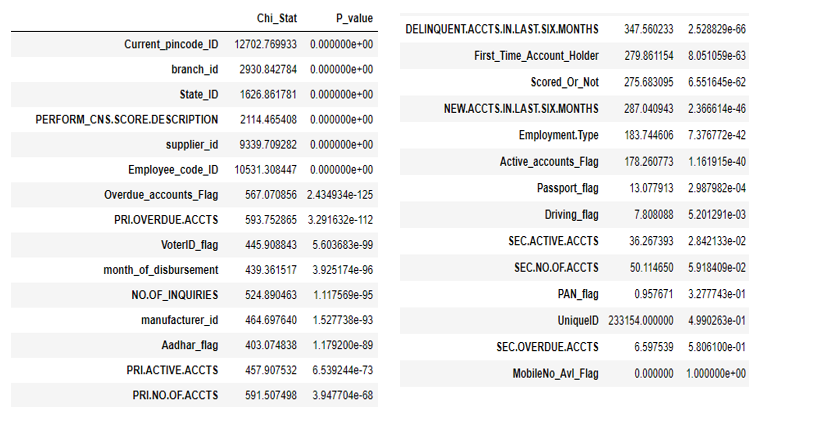 Chi_Stat P_value
Current_pincode_ID 12702.769933 0.000000e+00
branch_id 2930.842784 0.000000e+00
State_ID 1626.861781 0.000000e+00
PERFORM_CNS.SCORE.DESCRIPTION 2114.465408 0.000000e+00
supplier_id 9339.709282 0.000000e+00
Employee_code_ID 10531.308447 0.000000e+00
Overdue_accounts_Flag 567.070856 2.434934e-125
PRI.OVERDUE.ACCTS 593.752865 3.291632e-112
VoterID_flag 445.908843 5.603683e-99
month_of_disbursement 439.361517 3.925174e-96
NO.OF_INQUIRIES 524.890463 1.117569e-95
manufacturer_id 464.697640 1.527738e-93
Aadhar_flag 403.074838 1.179200e-89
PRI.ACTIVE.ACCTS 457.907532 6.539244e-73
PRI.NO.OF.ACCTS 591.507498 3.947704e-68
DELINQUENT.ACCTS.IN.LAST.SIX.MONTHS 347.560233 2.528829e-66
First_Time_Account_Holder 279.861154 8.051059e-63
Scored_Or_Not 275.683095 6.551645e-62
NEW.ACCTS.IN.LAST.SIX.MONTHS 287.040943 2.366614e-46
Employment.Type 183.744606 7.376772e-42
Active_accounts_Flag 178.260773 1.161915e-40
Passport_flag 13.077913 2.987982e-04
Driving_flag 7.808088 5.201291e-03
SEC.ACTIVE.ACCTS 36.267393 2.842133e-02
SEC.NO.OF.ACCTS 50.114650 5.918409e-02
PAN_flag 0.957671 3.277743e-01
UniqueID 233154.000000 4.990263e-01
SEC.OVERDUE.ACCTS 6.597539 5.806100e-01
MobileNo_Avl_Flag 0.000000 1.000000e+00